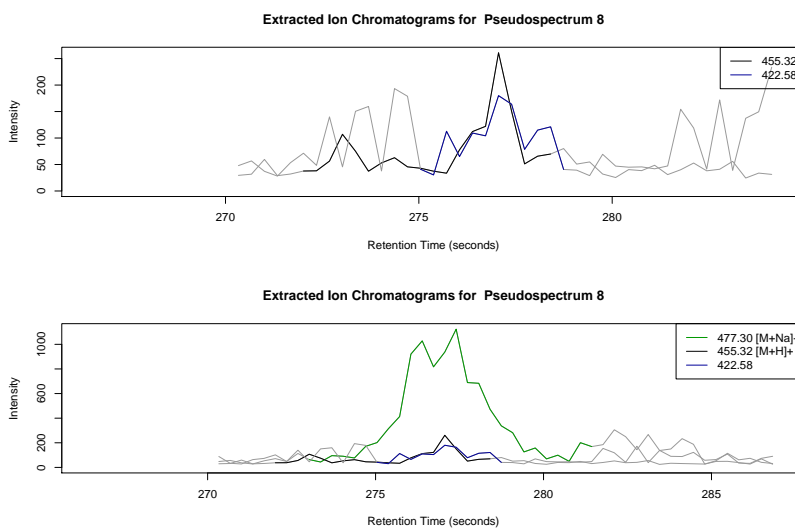 Extracted Ion Chromatograms for Pseudospectrum 8
455.32
422.58
Intensity
0
50
100
200
270
275
280
Retention Time (seconds)
Extracted Ion Chromatograms for Pseudospectrum 8
477.30 [M+Na]+
455.32 [M+H]+
422.58
Intensity
0
200
600
1000
270
275
280
285
Retention Time (seconds)